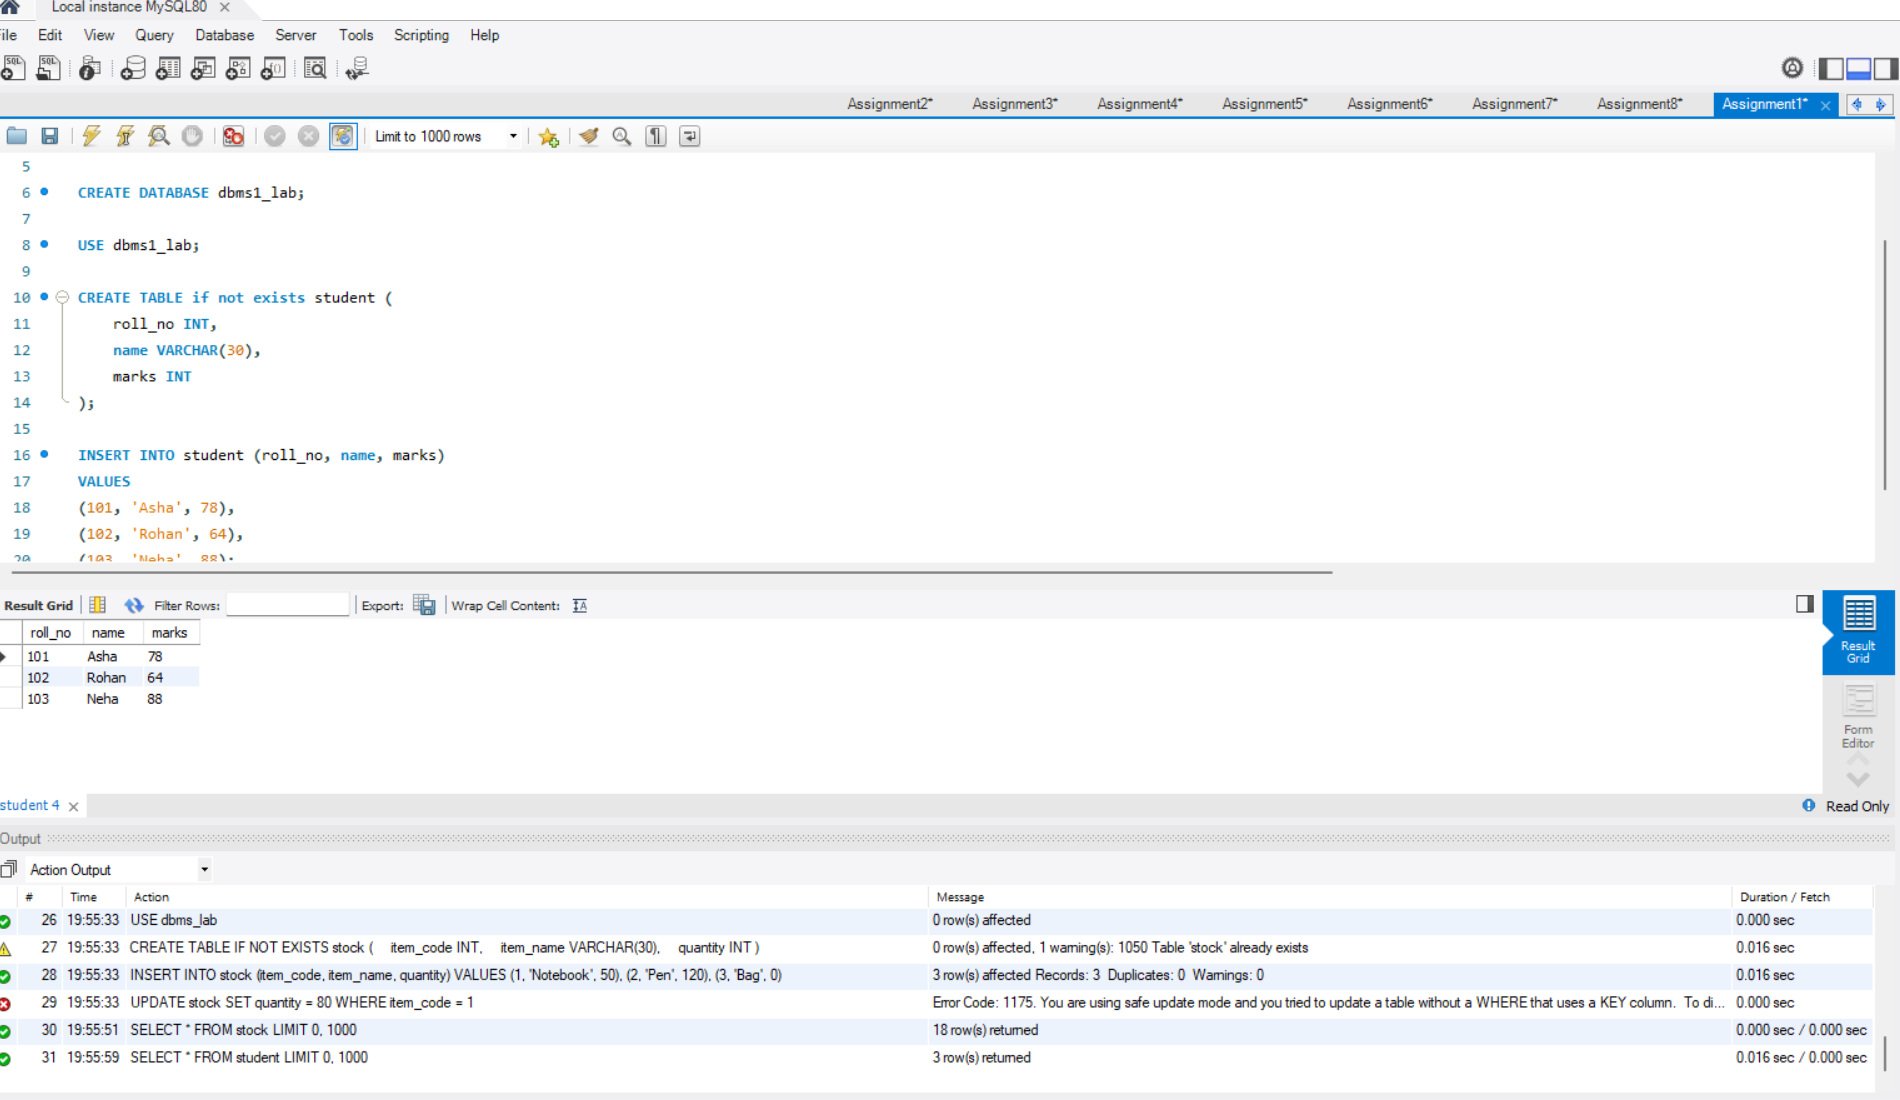 Local instance MySQL80
ile Edit View Query Database Server Tools Scripting Help
Assignment2* Assignment3* Assignment4* Assignment5* Assignment6* Assignment7* Assignment8* Assignment1*
Limit to 1000 rows
5
6 CREATE DATABASE dbms1_lab;
7
8 USE dbms1_lab;
9
10 CREATE TABLE if not exists student (
11 roll_no INT,
12 name VARCHAR(30),
13 marks INT
14 );
15
16 INSERT INTO student (roll_no, name, marks)
17 VALUES
18 (101, 'Asha', 78),
19 (102, 'Rohan', 64),
20 (103, 'Neha', 88);
Result Grid Filter Rows: Export: Wrap Cell Content:
roll_no name marks
101 Asha 78
102 Rohan 64
103 Neha 88
Result
Grid
Form
Editor
student 4 Read Only
Output
Action Output
# Time Action Message Duration / Fetch
26 19:55:33 USE dbms_lab 0 row(s) affected 0.000 sec
27 19:55:33 CREATE TABLE IF NOT EXISTS stock ( item_code INT, item_name VARCHAR(30), quantity INT ) 0 row(s) affected, 1 warning(s): 1050 Table 'stock' already exists 0.016 sec
28 19:55:33 INSERT INTO stock (item_code, item_name, quantity) VALUES (1, 'Notebook', 50), (2, 'Pen', 120), (3, 'Bag', 0) 3 row(s) affected Records: 3 Duplicates: 0 Warnings: 0 0.016 sec
29 19:55:33 UPDATE stock SET quantity = 80 WHERE item_code = 1 Error Code: 1175. You are using safe update mode and you tried to update a table without a WHERE that uses a KEY column. To di... 0.000 sec
30 19:55:51 SELECT * FROM stock LIMIT 0, 1000 18 row(s) returned 0.000 sec / 0.000 sec
31 19:55:59 SELECT * FROM student LIMIT 0, 1000 3 row(s) returned 0.016 sec / 0.000 sec